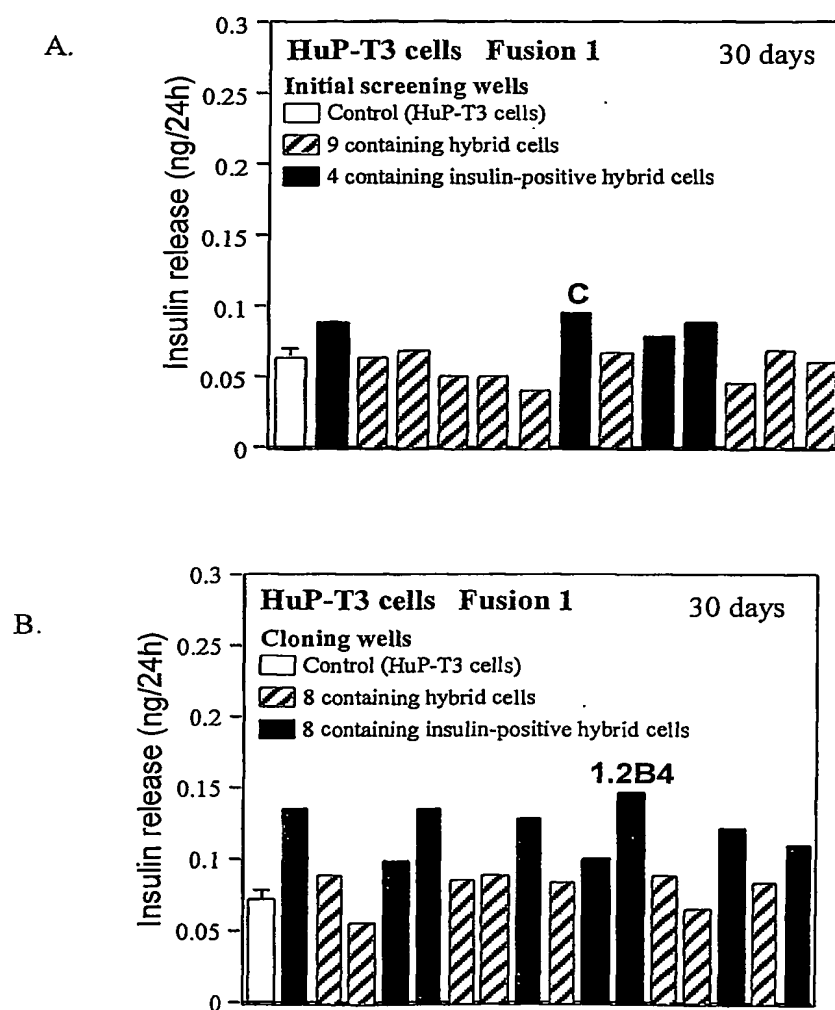 A.
HuP-T3 cells Fusion 1 30 days
Initial screening wells
Control (HuP-T3 cells)
9 containing hybrid cells
4 containing insulin-positive hybrid cells
Insulin release (ng/24h)
0.3
0.25
0.2
0.15
0.1
0.05
0
C
B.
HuP-T3 cells Fusion 1 30 days
Cloning wells
Control (HuP-T3 cells)
8 containing hybrid cells
8 containing insulin-positive hybrid cells
Insulin release (ng/24h)
0.3
0.25
0.2
0.15
0.1
0.05
0
1.2B4